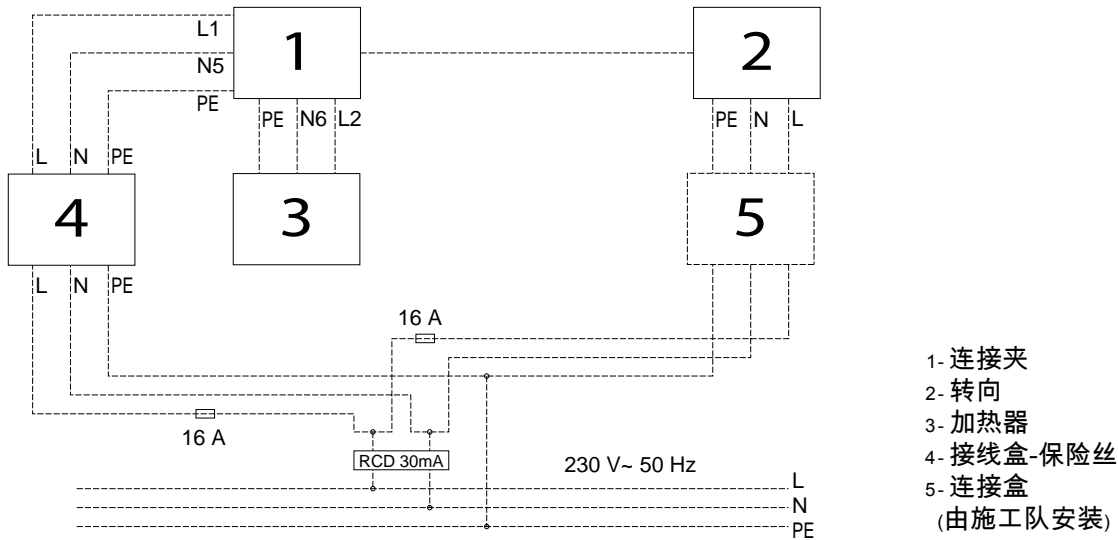 L1
1
2
N5
PE
PE N6 L2
PE N L
L N PE
4
3
5
L N PE
16 A
16 A
RCD 30mA
230 V~ 50 Hz
L
N
PE
1- 连接夹
2- 转向
3- 加热器
4- 接线盒-保险丝
5- 连接盒
(由施工队安装)